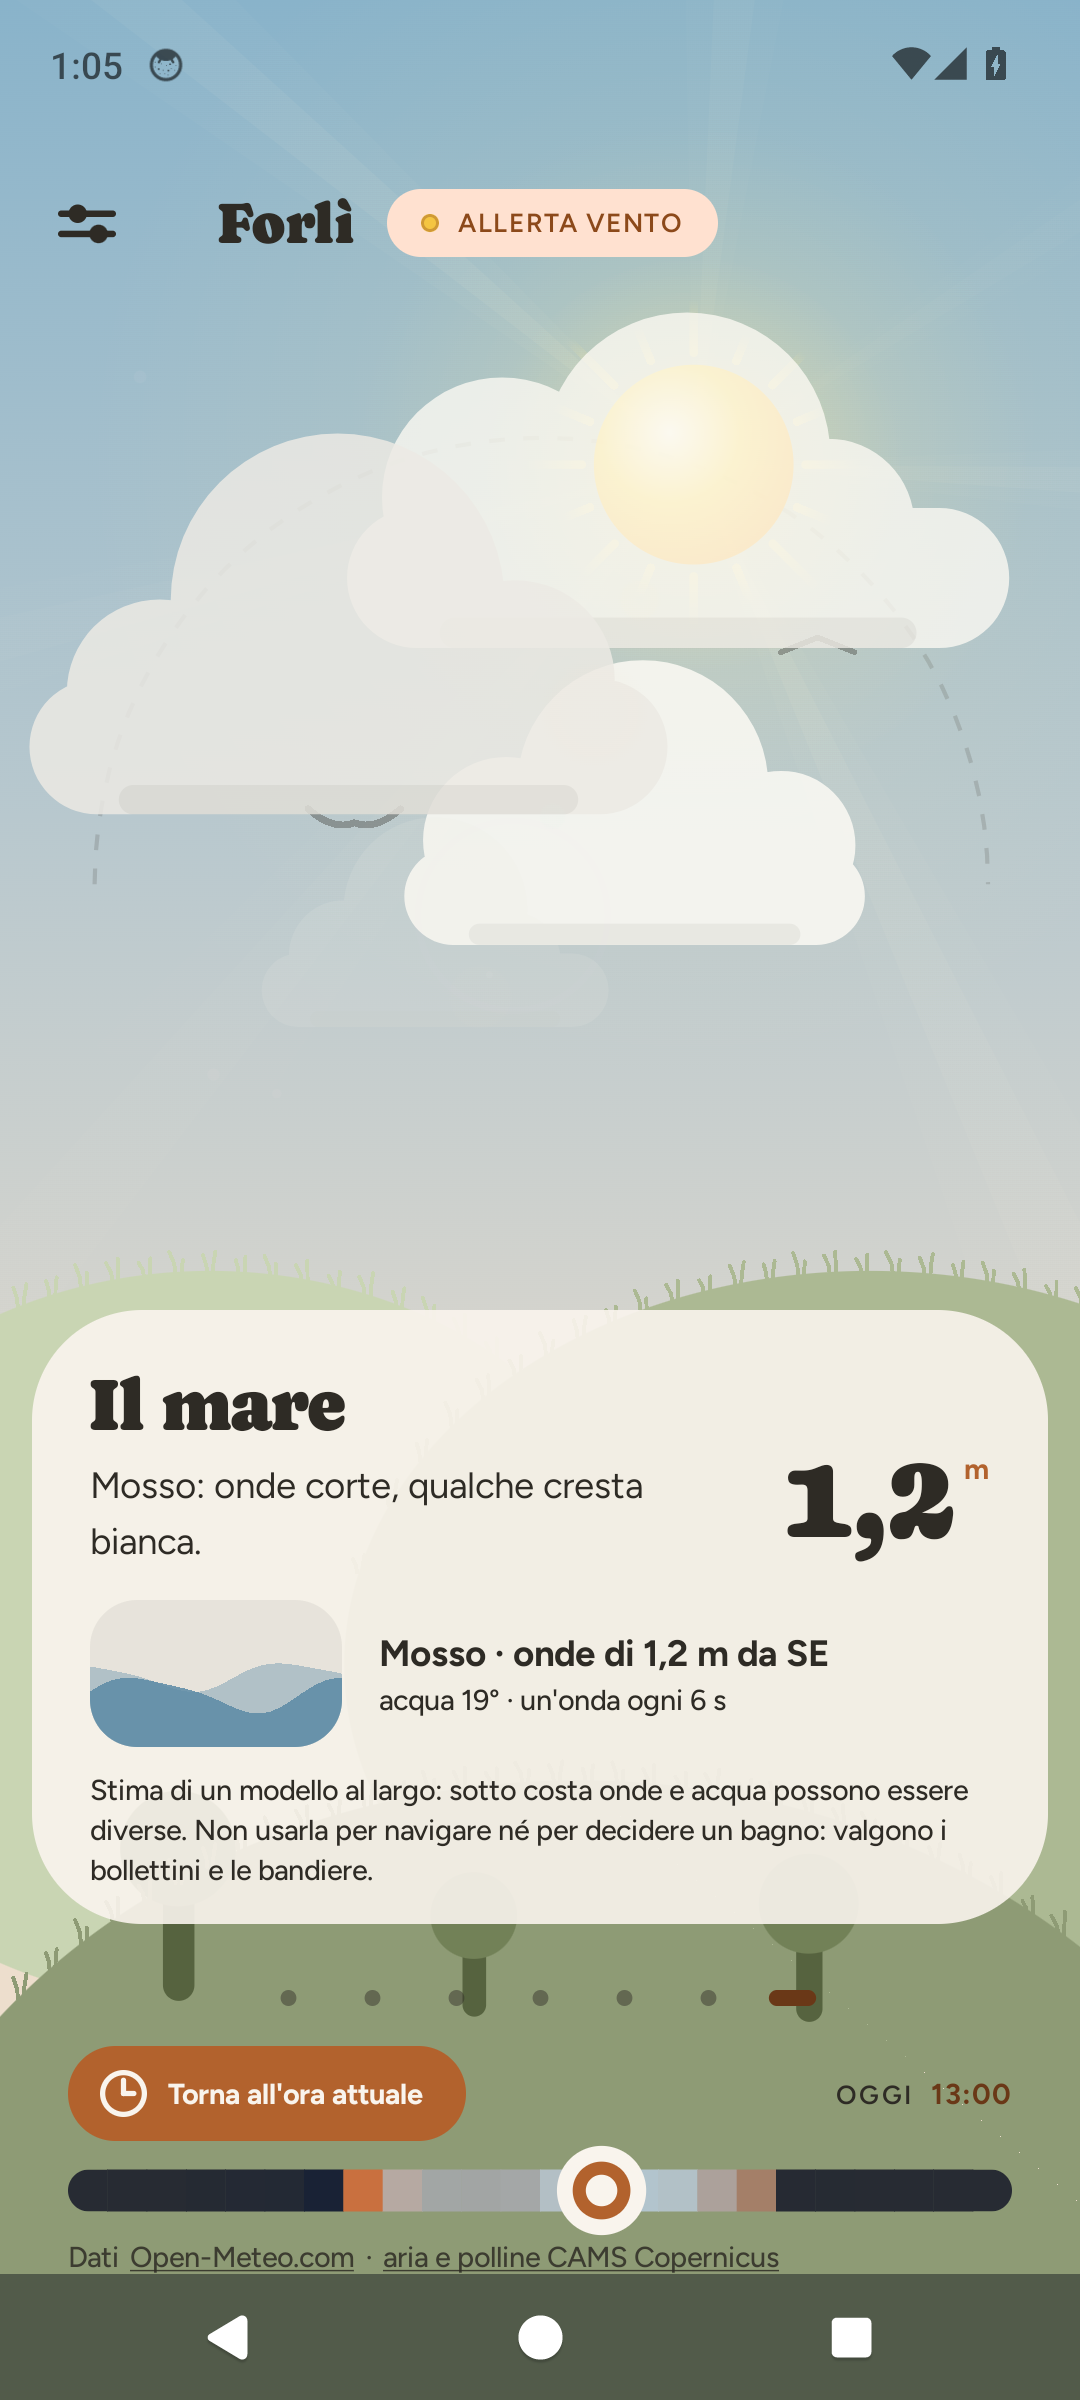 1:05
Forlì
ALLERTA VENTO
Il mare
Mosso: onde corte, qualche cresta
bianca.
1,2 m
Mosso · onde di 1,2 m da SE
acqua 19° · un'onda ogni 6 s
Stima di un modello al largo: sotto costa onde e acqua possono essere
diverse. Non usarla per navigare né per decidere un bagno: valgono i
bollettini e le bandiere.
Torna all'ora attuale
OGGI 13:00
Dati Open-Meteo.com · aria e polline CAMS Copernicus